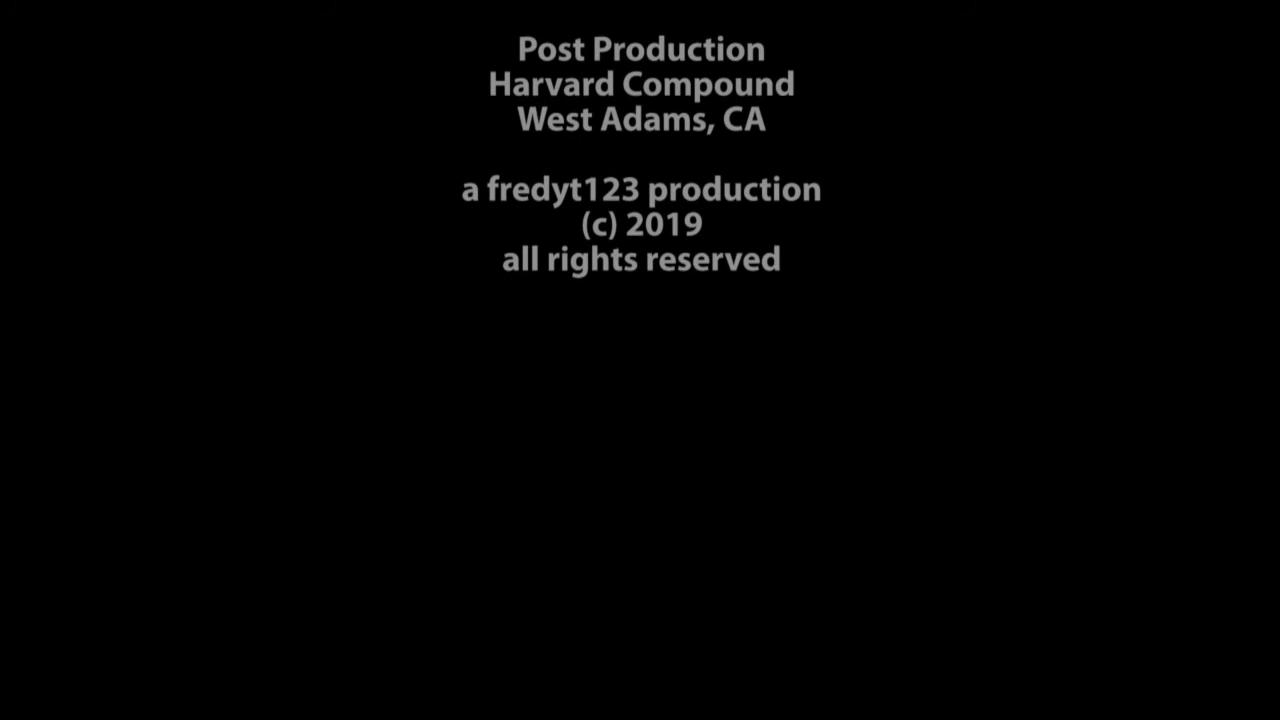 Post Production
Harvard Compound
West Adams, CA
a fredyt123 production
(c) 2019
all rights reserved